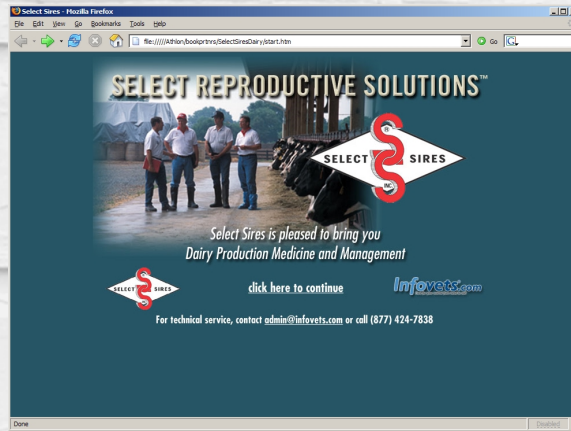 Select Sires - Mozilla Firefox
File Edit View Go Bookmarks Tools Help
file://///Athlon/bookprtnrs/SelectSiresDairy/start.htm
Go
SELECT REPRODUCTIVE SOLUTIONS™
SELECT SIRES
®
INC.
Select Sires is pleased to bring you
Dairy Production Medicine and Management
SELECT SIRES
click here to continue
Infovets.com
For technical service, contact admin@infovets.com or call (877) 424-7838
Done
Disabled